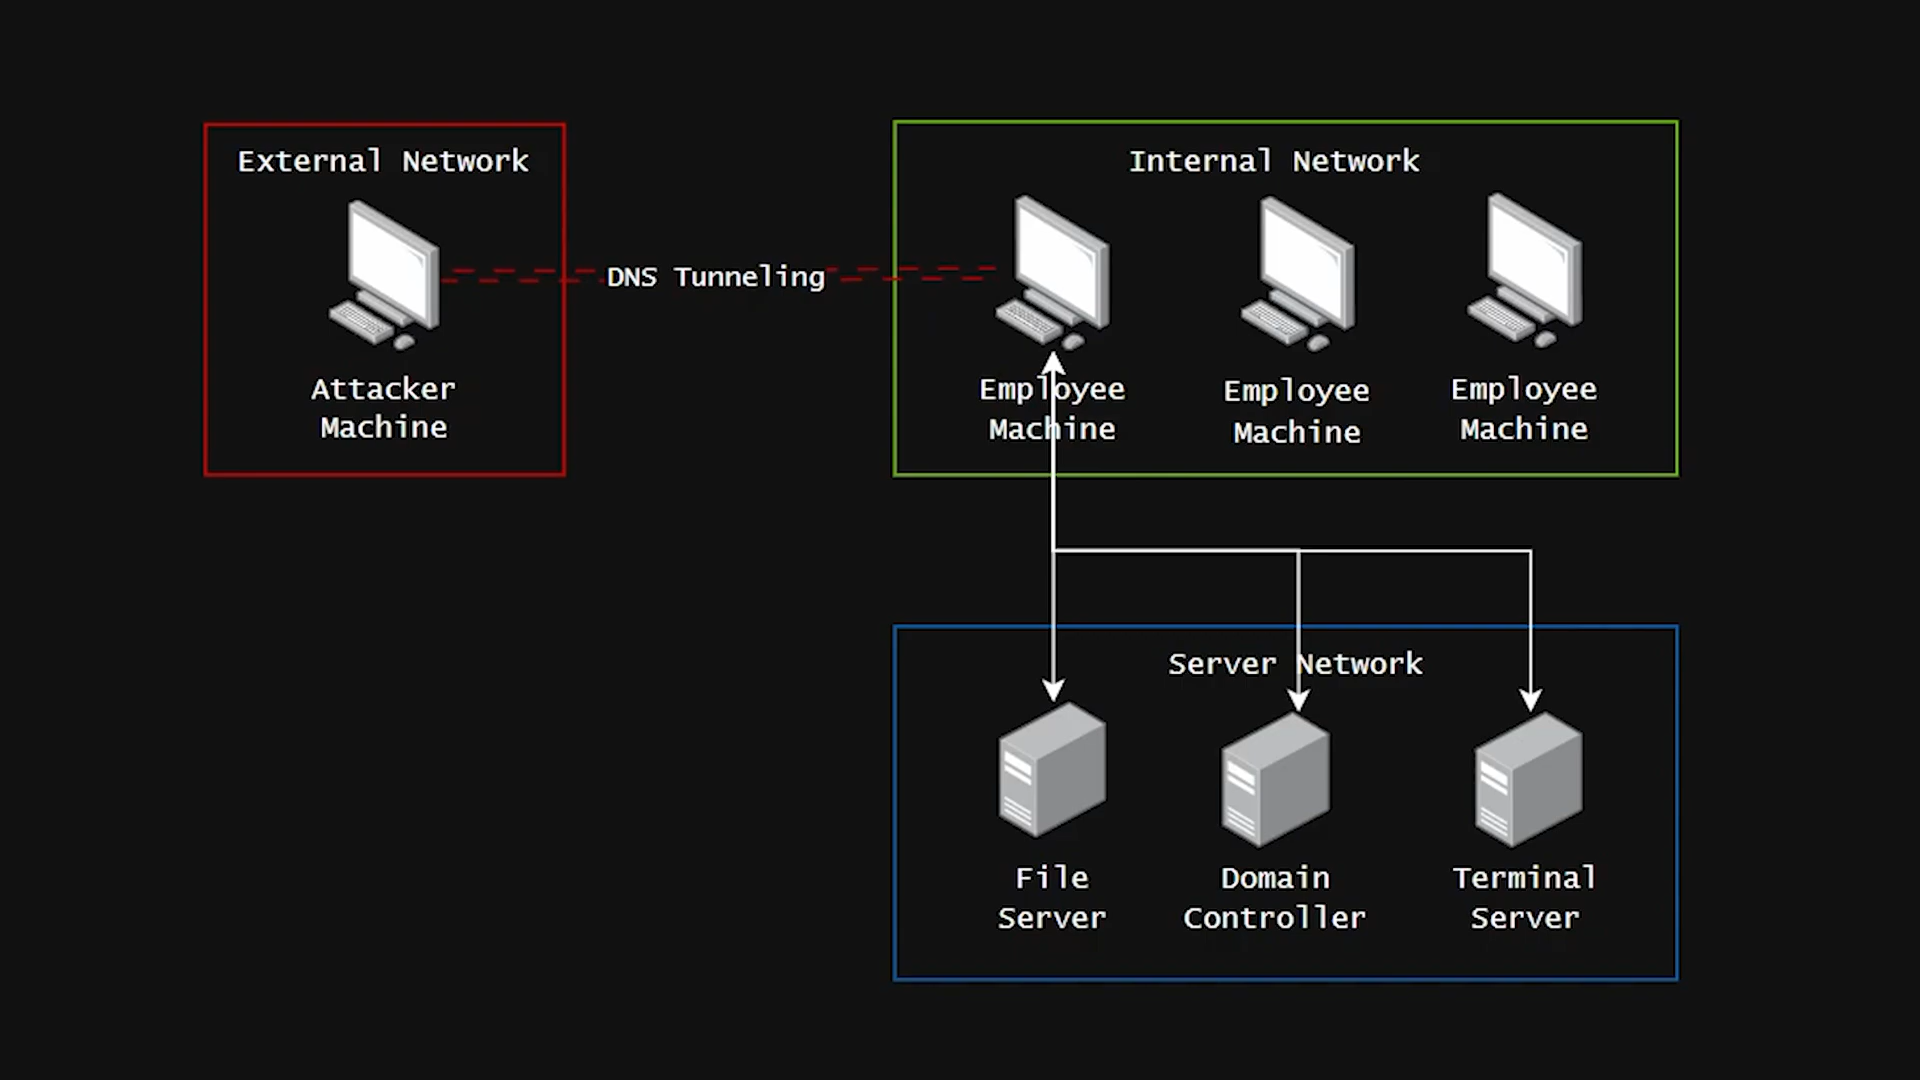 External Network
Attacker
Machine
DNS Tunneling
Internal Network
Employee
Machine
Employee
Machine
Employee
Machine
Server Network
File
Server
Domain
Controller
Terminal
Server